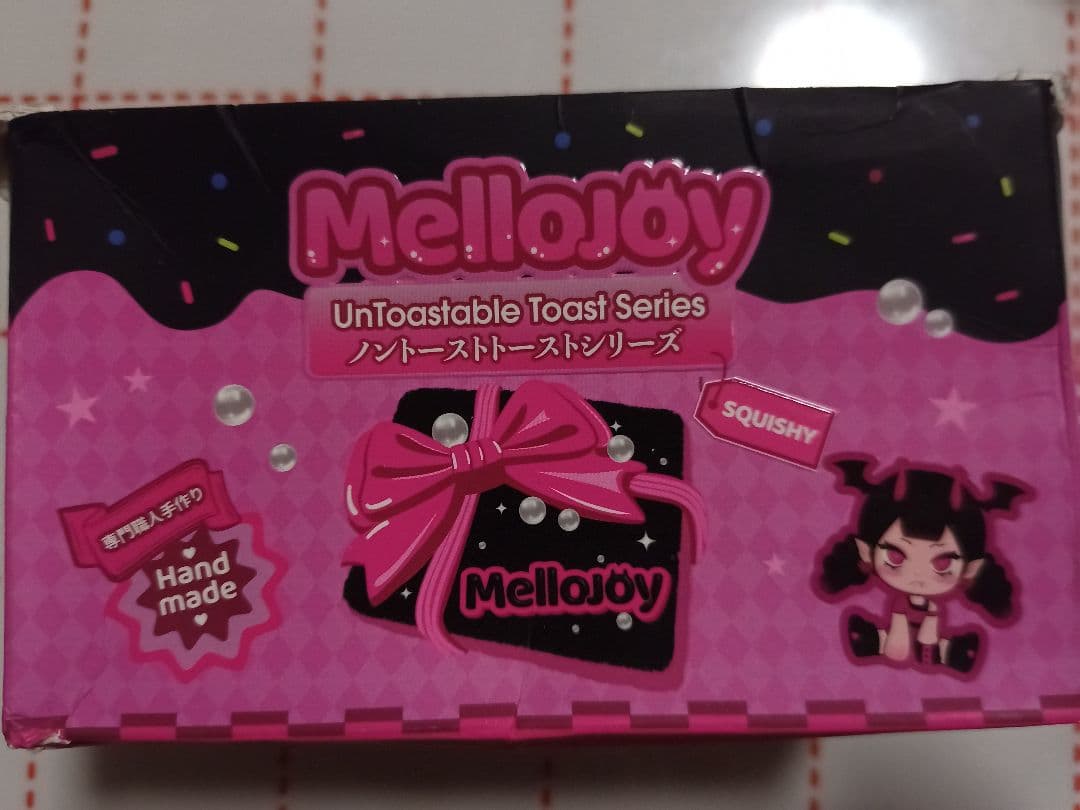 Mellojoy
UnToastable Toast Series
ノントーストトーストシリーズ
SQUISHY
専門職人手作り
Hand
made
Mellojoy